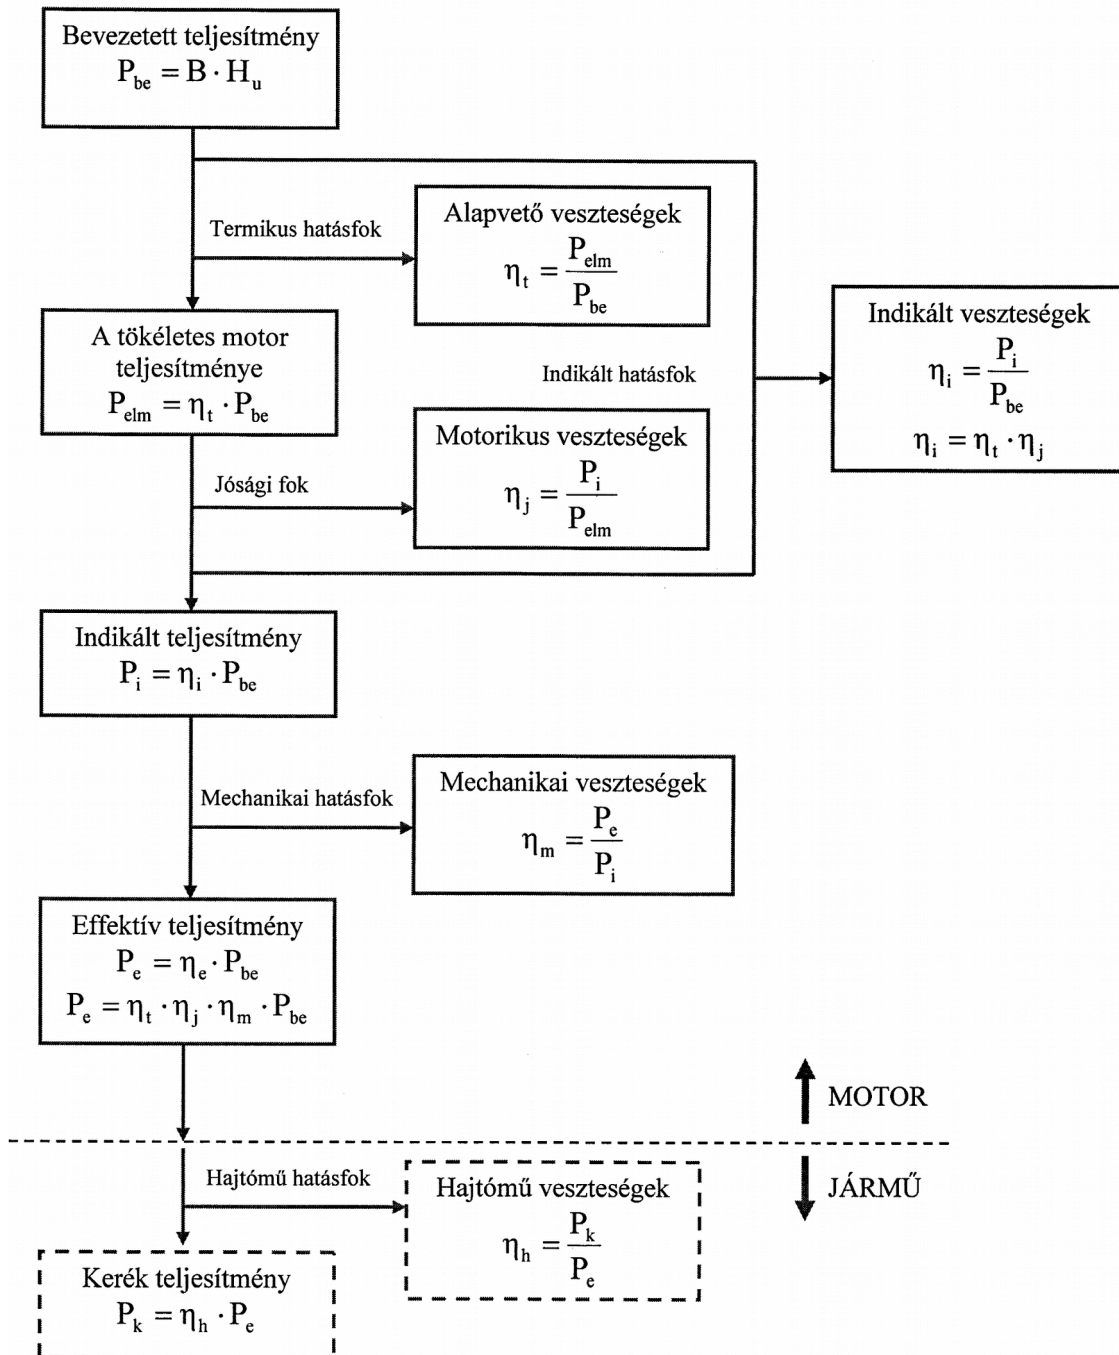 Bevezetett teljesítmény
P_be = B · H_u
Termikus hatásfok
Alapvető veszteségek
η_t = P_elm / P_be
A tökéletes motor
teljesítménye
P_elm = η_t · P_be
Indikált hatásfok
Indikált veszteségek
η_i = P_i / P_be
η_i = η_t · η_j
Jósági fok
Motorikus veszteségek
η_j = P_i / P_elm
Indikált teljesítmény
P_i = η_i · P_be
Mechanikai hatásfok
Mechanikai veszteségek
η_m = P_e / P_i
Effektív teljesítmény
P_e = η_e · P_be
P_e = η_t · η_j · η_m · P_be
MOTOR
JÁRMŰ
Hajtómű hatásfok
Hajtómű veszteségek
η_h = P_k / P_e
Kerék teljesítmény
P_k = η_h · P_e